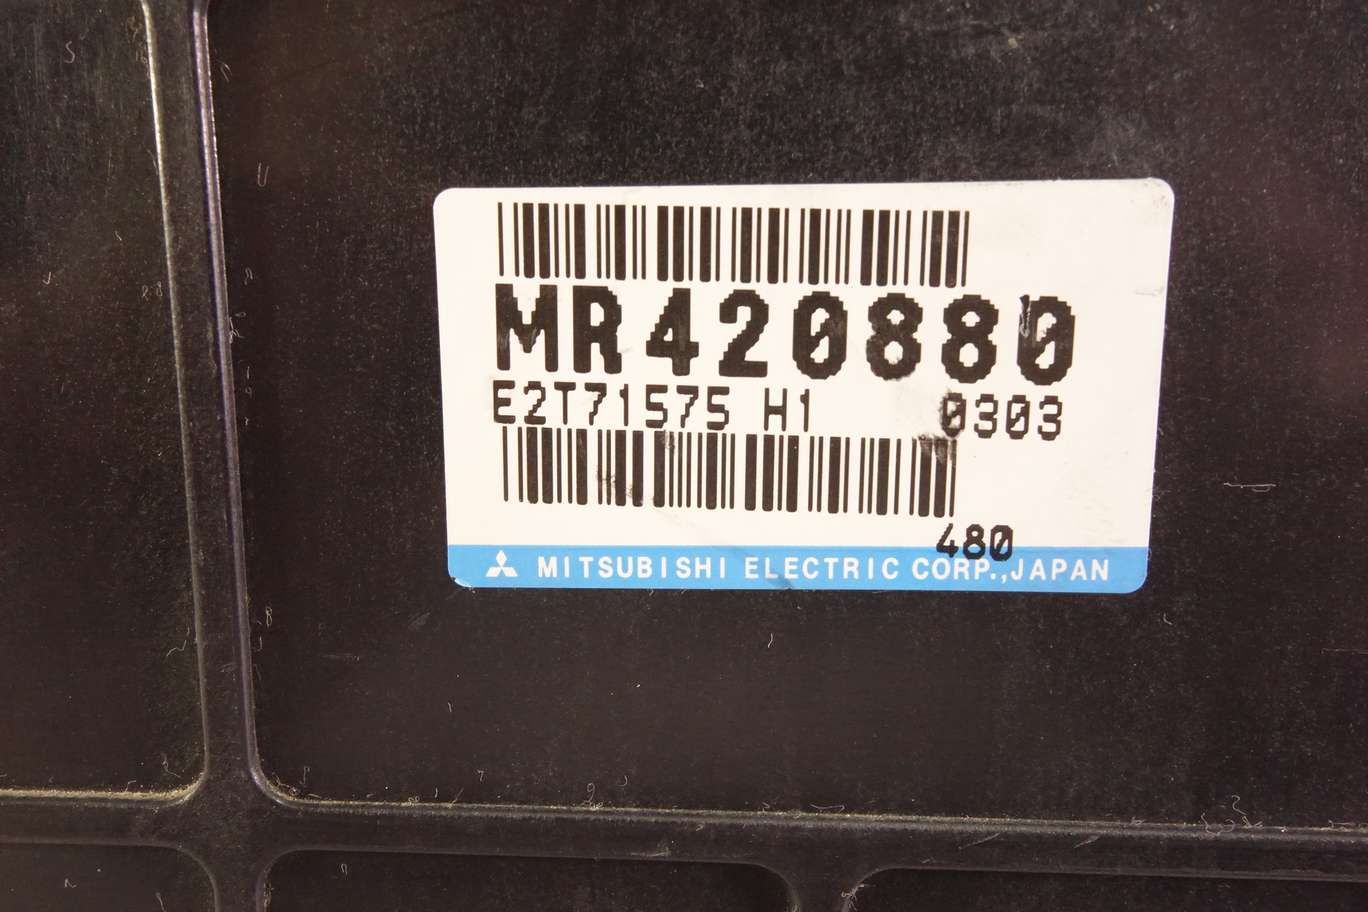 MR420880
E2T71575 H1 0303
480
MITSUBISHI ELECTRIC CORP.,JAPAN